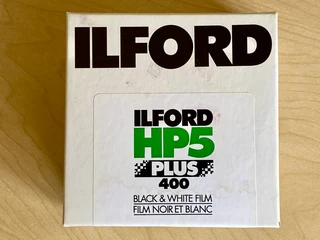 ILFORD
ILFORD
HP5
PLUS
400
BLACK & WHITE FILM
FILM NOIR ET BLANC